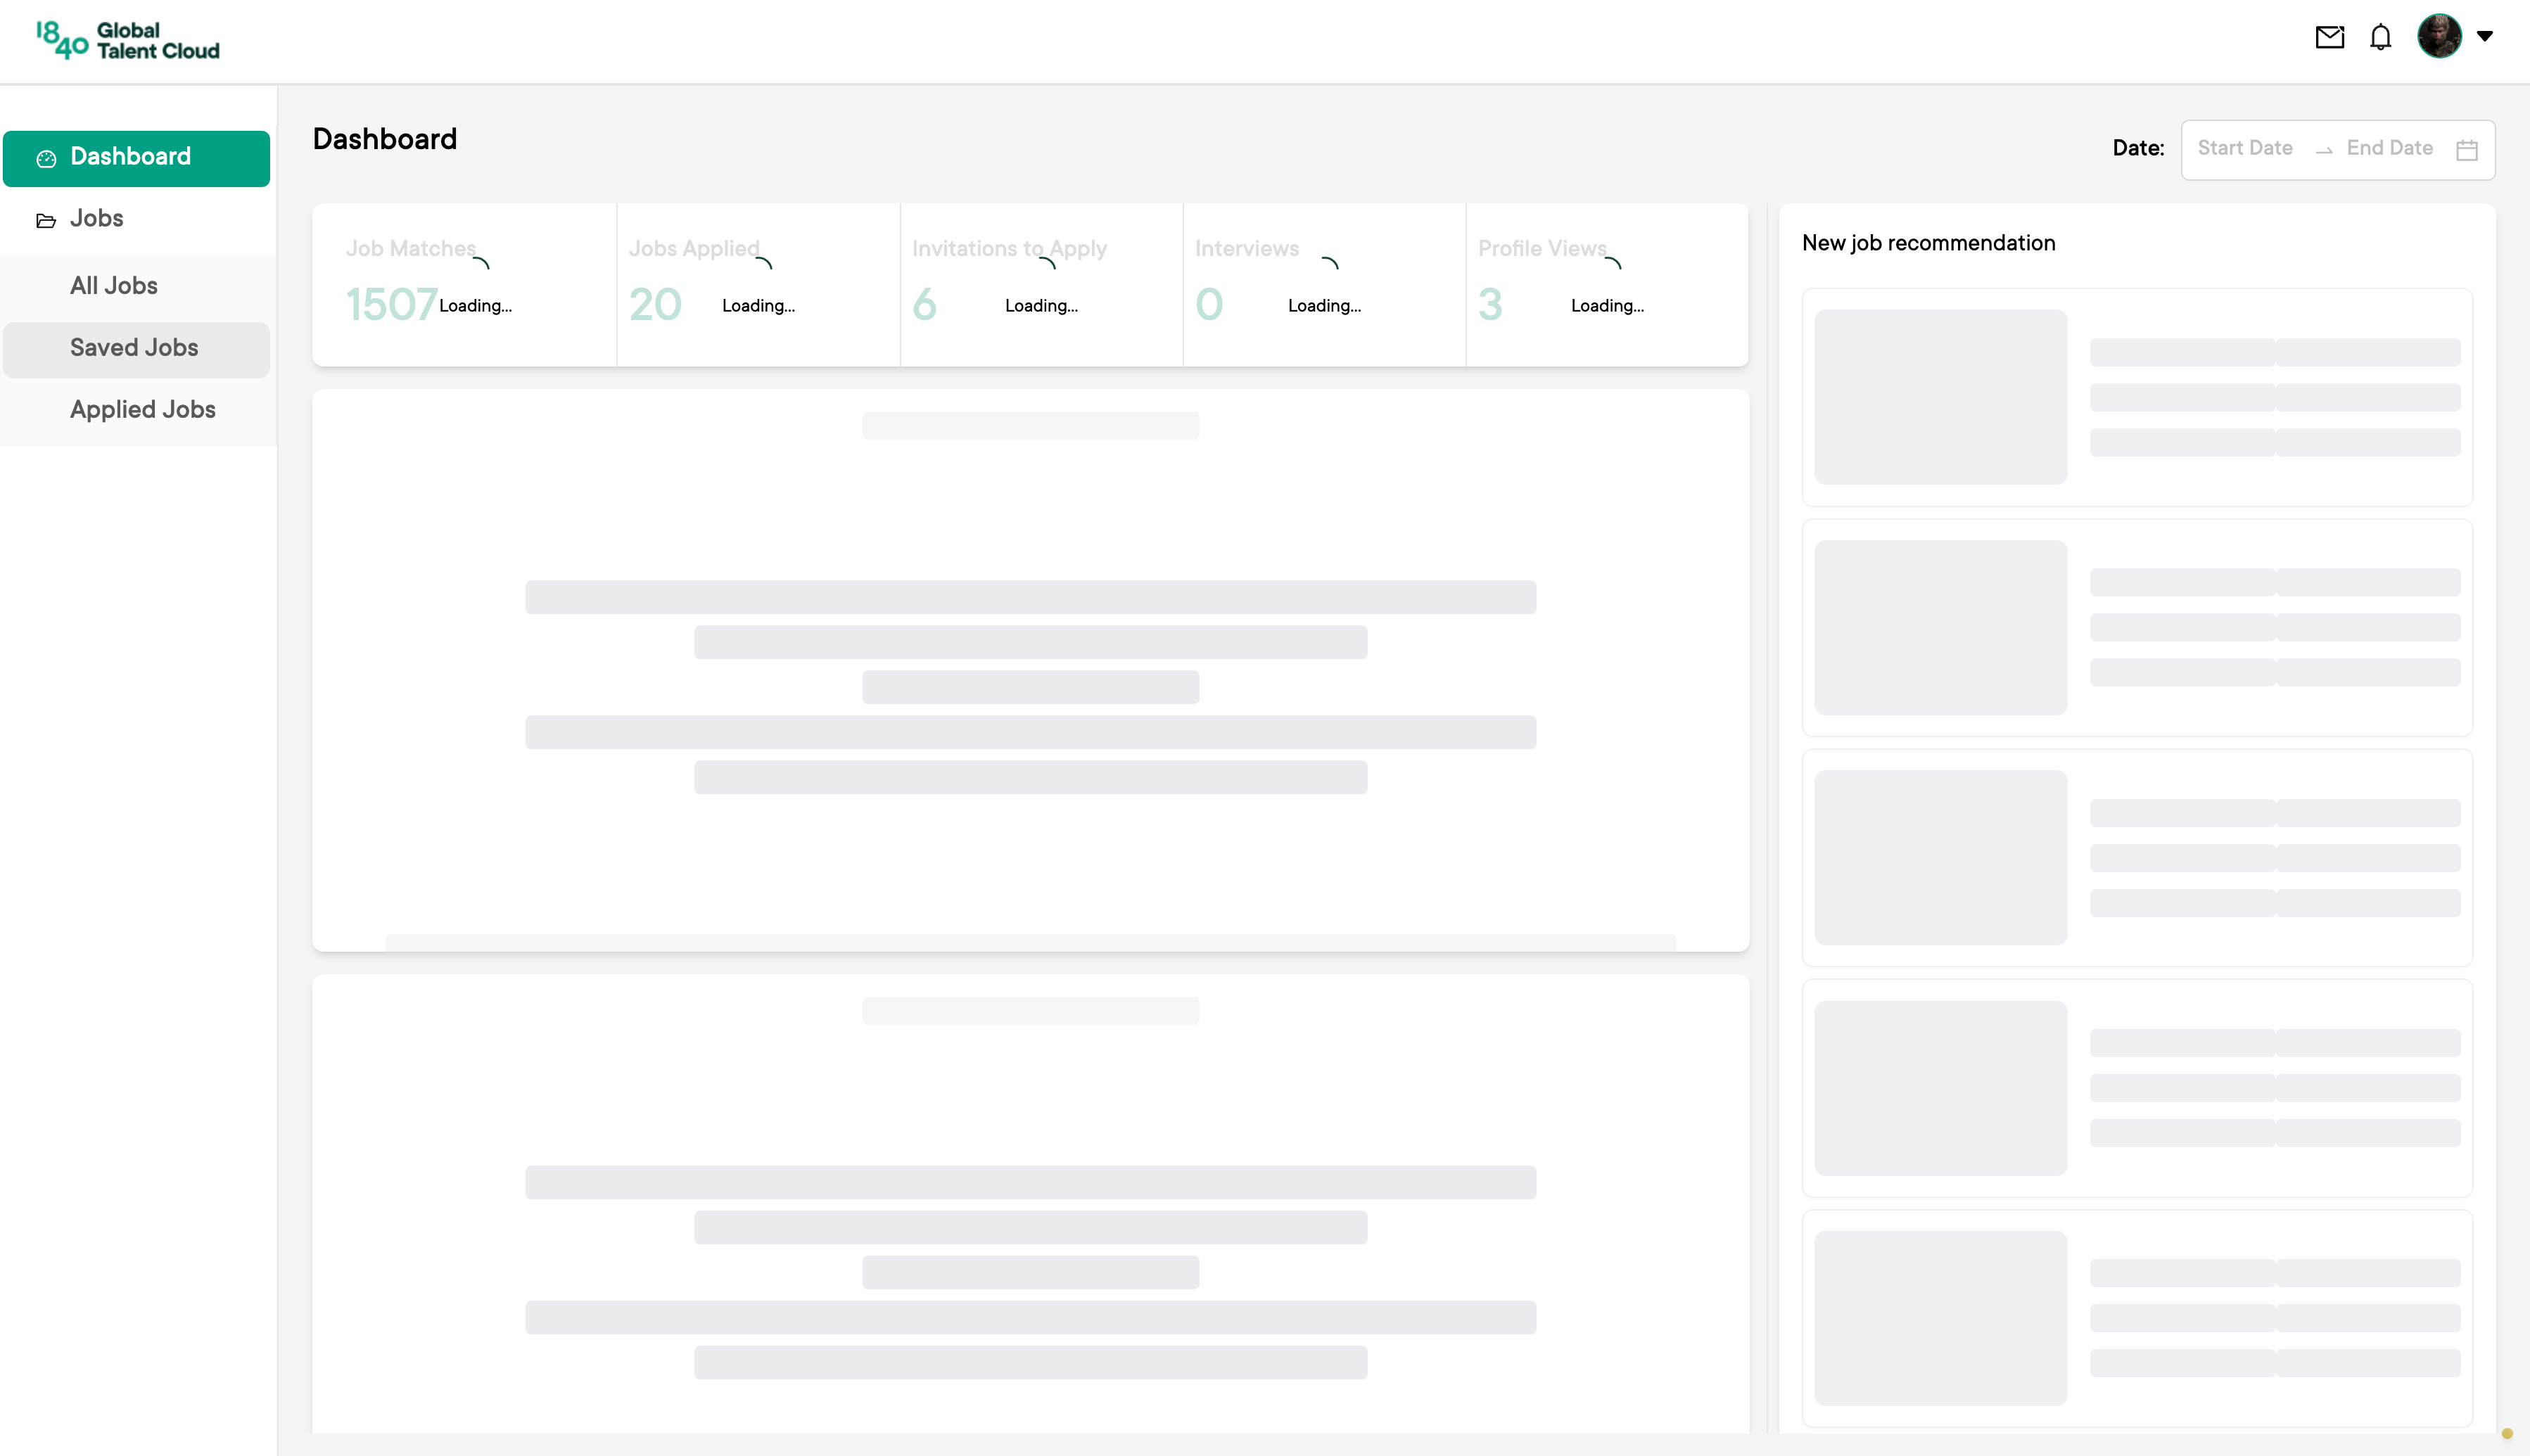 1840 Global
Talent Cloud
Dashboard
Jobs
All Jobs
Saved Jobs
Applied Jobs
Dashboard
Date: Start Date End Date
Job Matches
1507 Loading...
Jobs Applied
20 Loading...
Invitations to Apply
6 Loading...
Interviews
0 Loading...
Profile Views
3 Loading...
New job recommendation